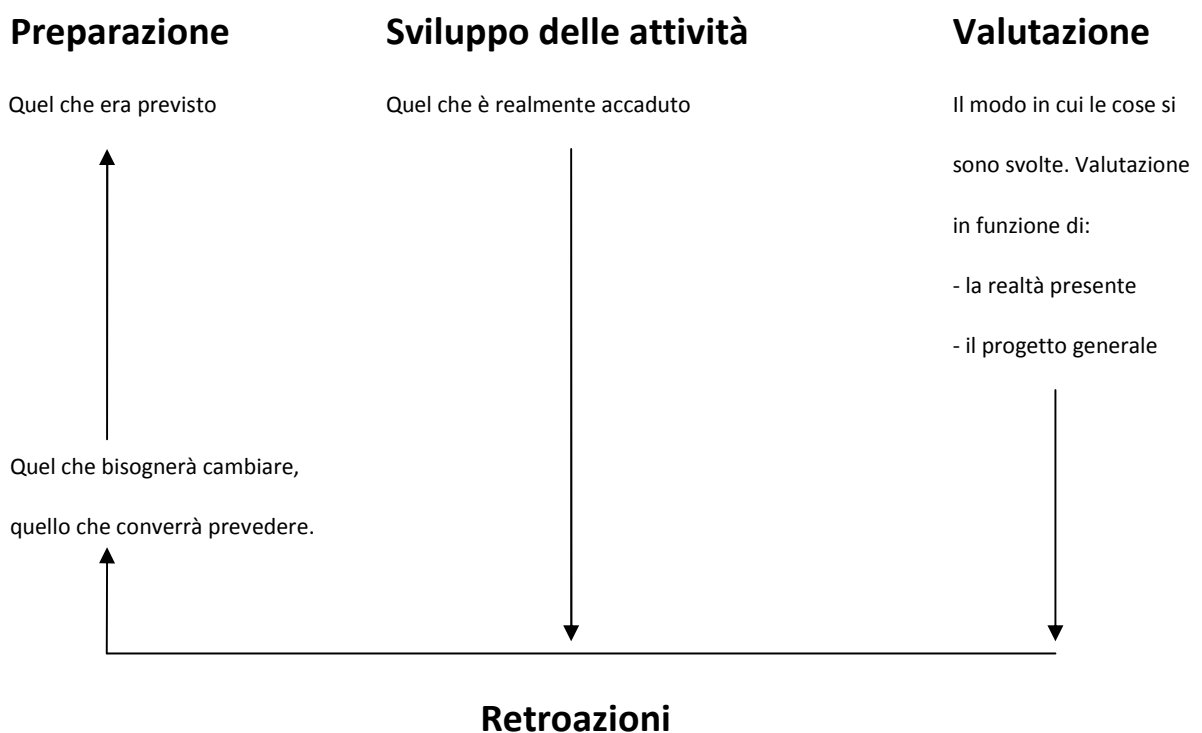 Preparazione
Sviluppo delle attività
Valutazione
Quel che era previsto
Quel che è realmente accaduto
Il modo in cui le cose si
sono svolte. Valutazione
in funzione di:
- la realtà presente
- il progetto generale
Quel che bisognerà cambiare,
quello che converrà prevedere.
Retroazioni